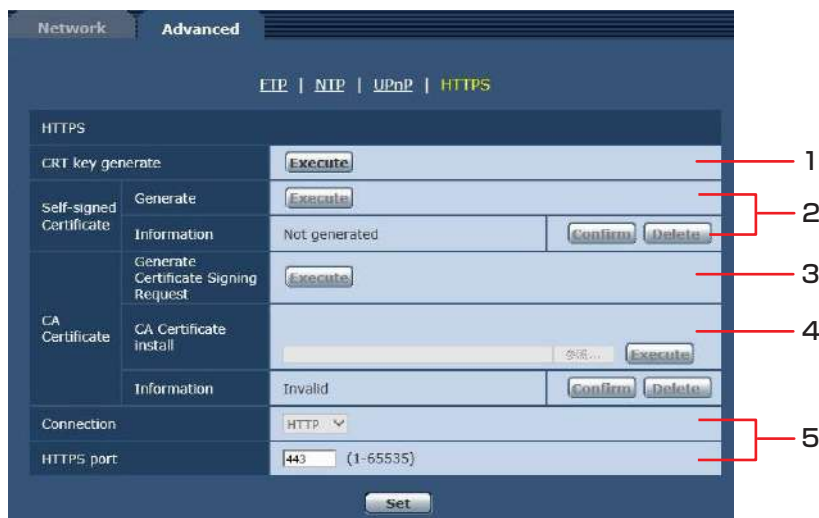 Network Advanced
FTP | NTP | UPnP | HTTPS
HTTPS
CRT key generate Execute 1
Self-signed Certificate
Generate Execute
2
Information Not generated Confirm Delete
Generate Certificate Signing Request Execute 3
CA Certificate
CA Certificate install Execute 4
Information Invalid Confirm Delete
Connection HTTP
5
HTTPS port 443 (1-65535)
Set